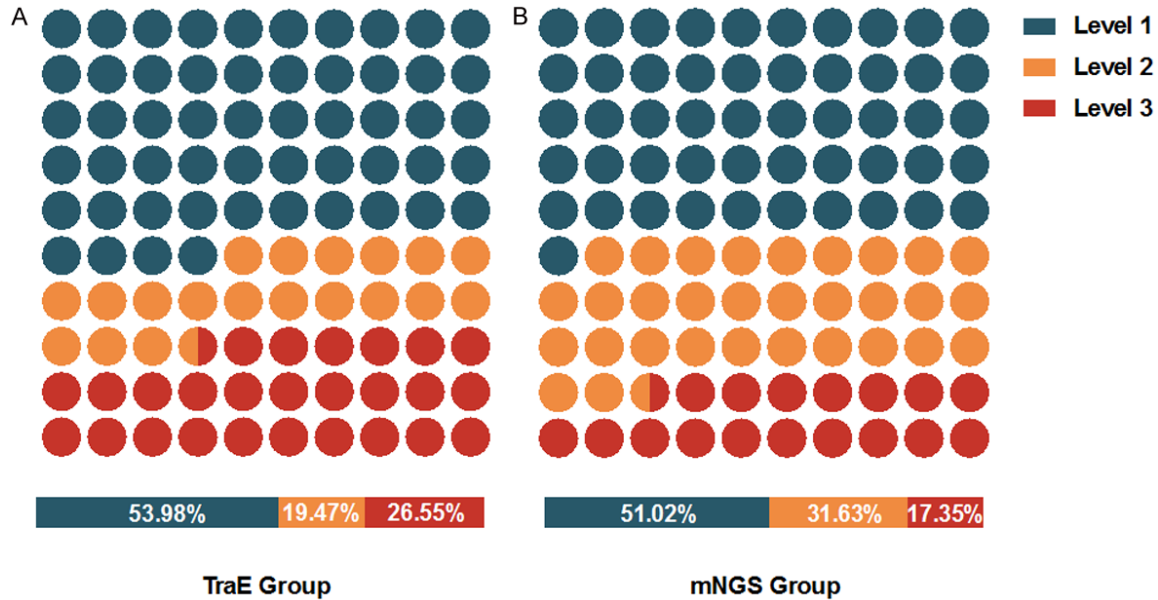 A
B
Level 1
Level 2
Level 3
53.98% 19.47% 26.55%
51.02% 31.63% 17.35%
TraE Group
mNGS Group